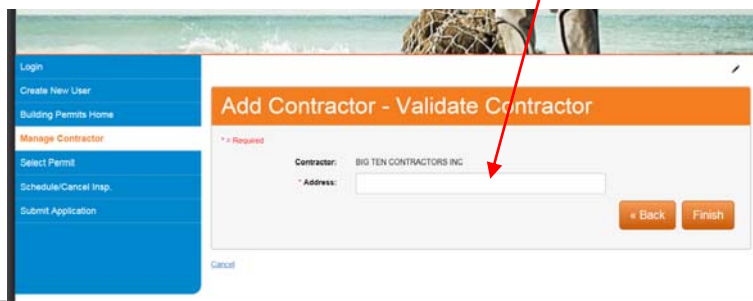 Login
Create New User
Building Permits Home
Manage Contractor
Select Permit
Schedule/Cancel Insp.
Submit Application
Add Contractor - Validate Contractor
* = Required
Contractor: BIG TEN CONTRACTORS INC
* Address:
« Back Finish
Cancel